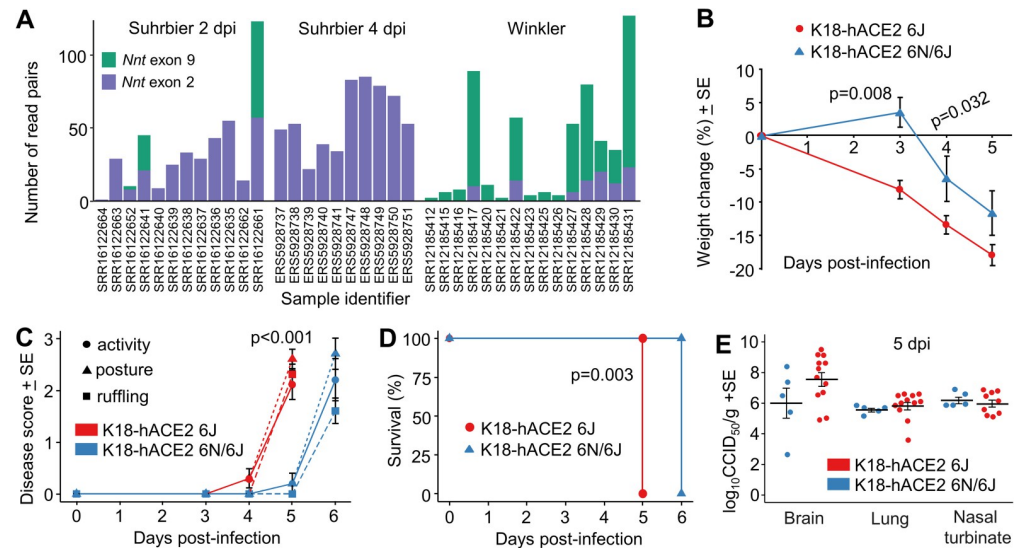 A
Suhrbier 2 dpi
Suhrbier 4 dpi
Winkler
Nnt exon 9
Nnt exon 2
Number of read pairs
100
50
0
SRR16122664
SRR16122663
SRR16122652
SRR16122641
SRR16122640
SRR16122639
SRR16122638
SRR16122637
SRR16122636
SRR16122635
SRR16122662
SRR16122661
ERS5928737
ERS5928738
ERS5928739
ERS5928740
ERS5928741
ERS5928747
ERS5928748
ERS5928749
ERS5928750
ERS5928751
SRR12185412
SRR12185415
SRR12185416
SRR12185417
SRR12185420
SRR12185421
SRR12185422
SRR12185423
SRR12185425
SRR12185426
SRR12185427
SRR12185428
SRR12185429
SRR12185430
SRR12185431
Sample identifier
B
K18-hACE2 6J
K18-hACE2 6N/6J
Weight change (%) ± SE
10
5
0
-5
-10
-15
-20
p=0.008
p=0.032
1 2 3 4 5
Days post-infection
C
Disease score ± SE
3
2
1
0
activity
posture
ruffling
p<0.001
K18-hACE2 6J
K18-hACE2 6N/6J
0 1 2 3 4 5 6
Days post-infection
D
Survival (%)
100
75
50
25
0
p=0.003
K18-hACE2 6J
K18-hACE2 6N/6J
0 1 2 3 4 5 6
Days post-infection
E
5 dpi
log10CCID50/g +SE
10
8
6
4
2
0
K18-hACE2 6J
K18-hACE2 6N/6J
Brain
Lung
Nasal
turbinate